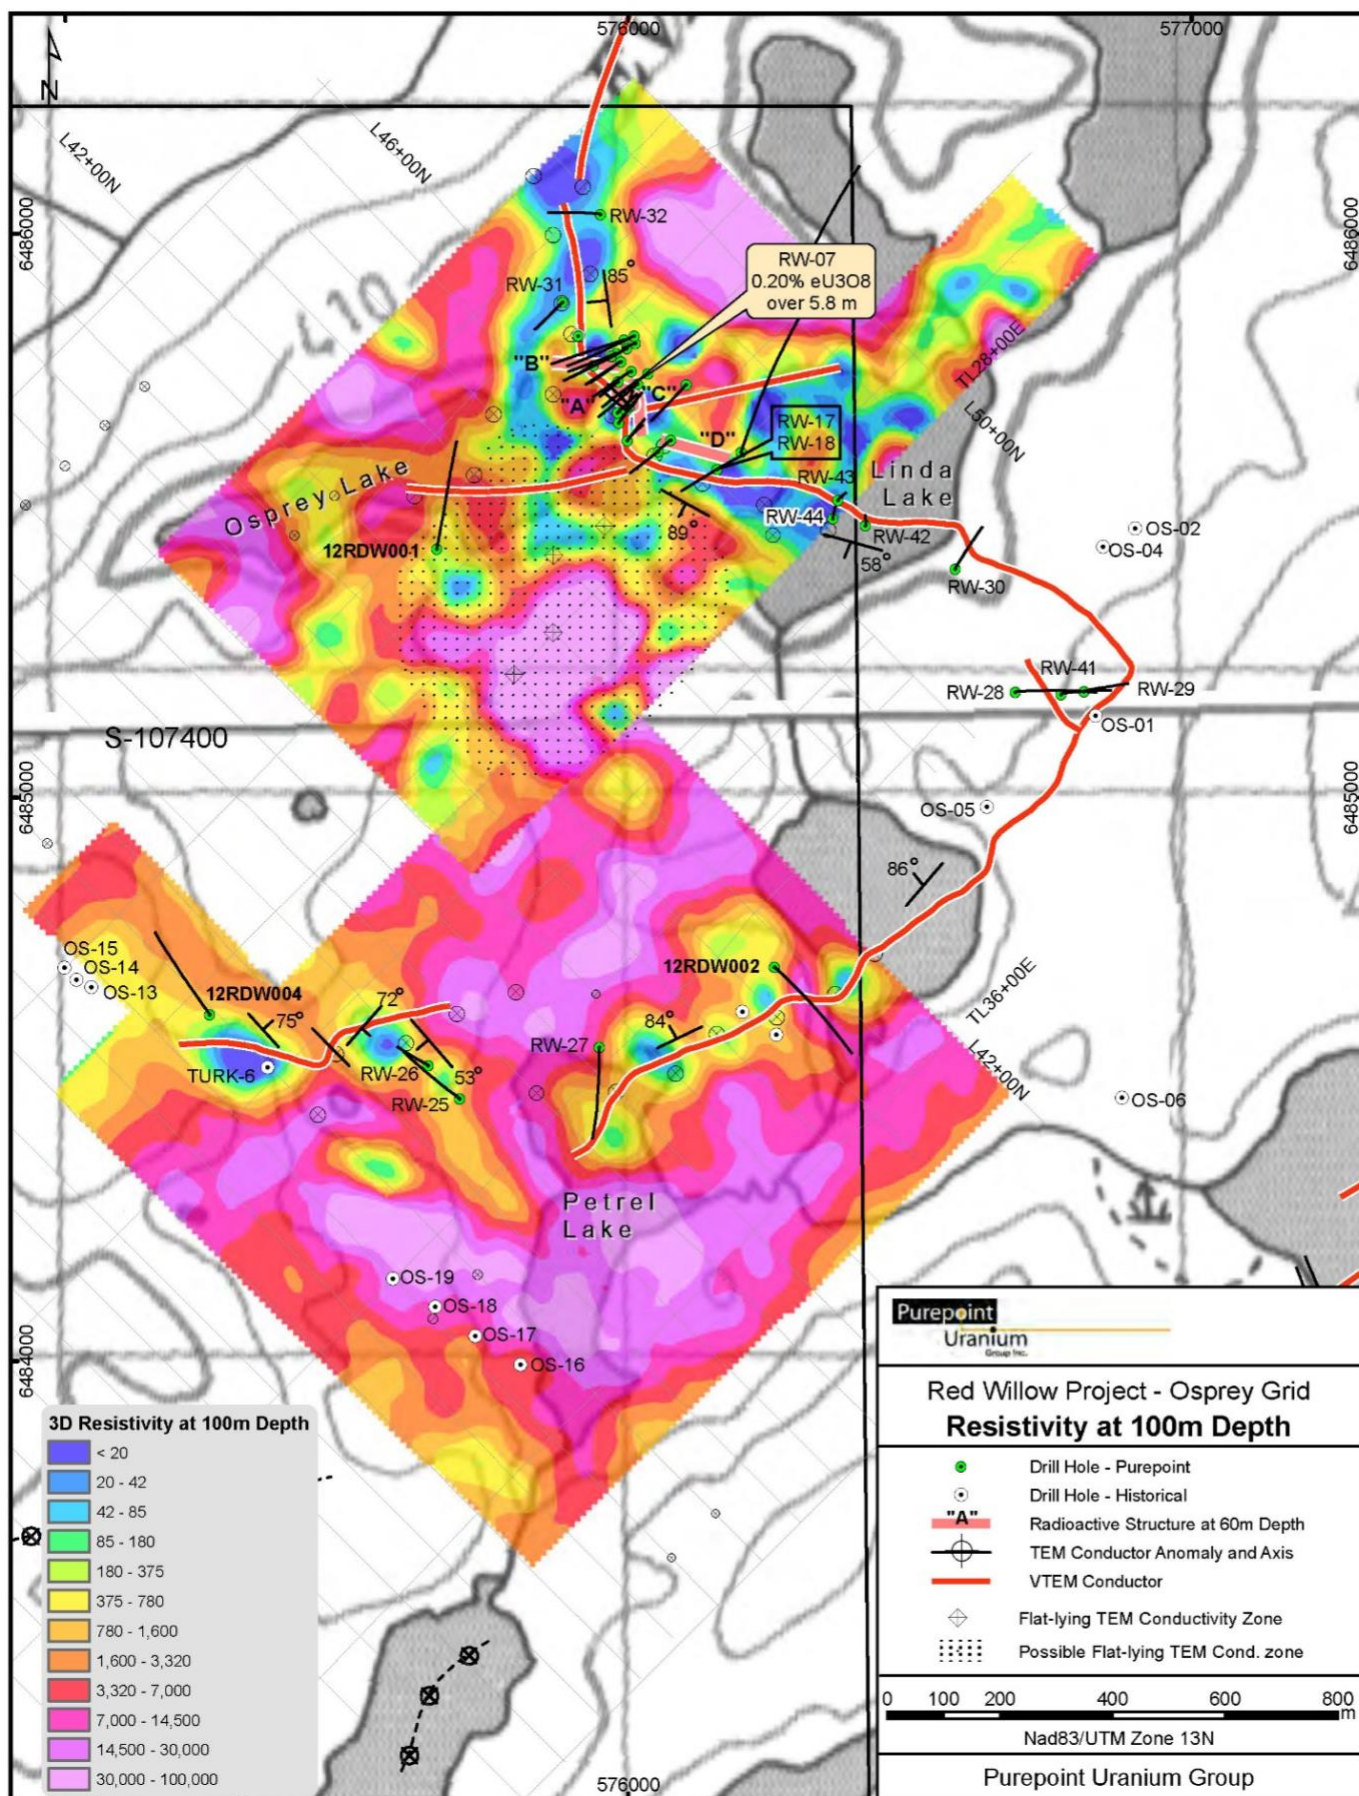 576000
577000
N
L42+00N
L46+00N
6486000
6486000
RW-32
RW-07
0.20% eU3O8
over 5.8 m
85°
RW-31
410
"B"
TL28+00E
"A"
"C"
L50+00N
RW-17
RW-18
"D"
Osprey Lake
RW-43
Linda
Lake
RW-44
OS-02
89°
RW-42
OS-04
12RDW001
58°
RW-30
RW-41
RW-28
RW-29
OS-01
S-107400
6485000
6485000
OS-05
86°
OS-15
OS-14
OS-13
12RDW002
12RDW004
72°
TL36+00E
75°
84°
RW-27
L42+00N
TURK-6
RW-26
53°
RW-25
OS-06
Petrel
Lake
OS-19
OS-18
OS-17
OS-16
6484000
3D Resistivity at 100m Depth
< 20
20 - 42
42 - 85
85 - 180
180 - 375
375 - 780
780 - 1,600
1,600 - 3,320
3,320 - 7,000
7,000 - 14,500
14,500 - 30,000
30,000 - 100,000
576000
Purepoint
Uranium
Group Inc.
Red Willow Project - Osprey Grid
Resistivity at 100m Depth
Drill Hole - Purepoint
Drill Hole - Historical
"A"
Radioactive Structure at 60m Depth
TEM Conductor Anomaly and Axis
VTEM Conductor
Flat-lying TEM Conductivity Zone
Possible Flat-lying TEM Cond. zone
0 100 200 400 600 800
m
Nad83/UTM Zone 13N
Purepoint Uranium Group